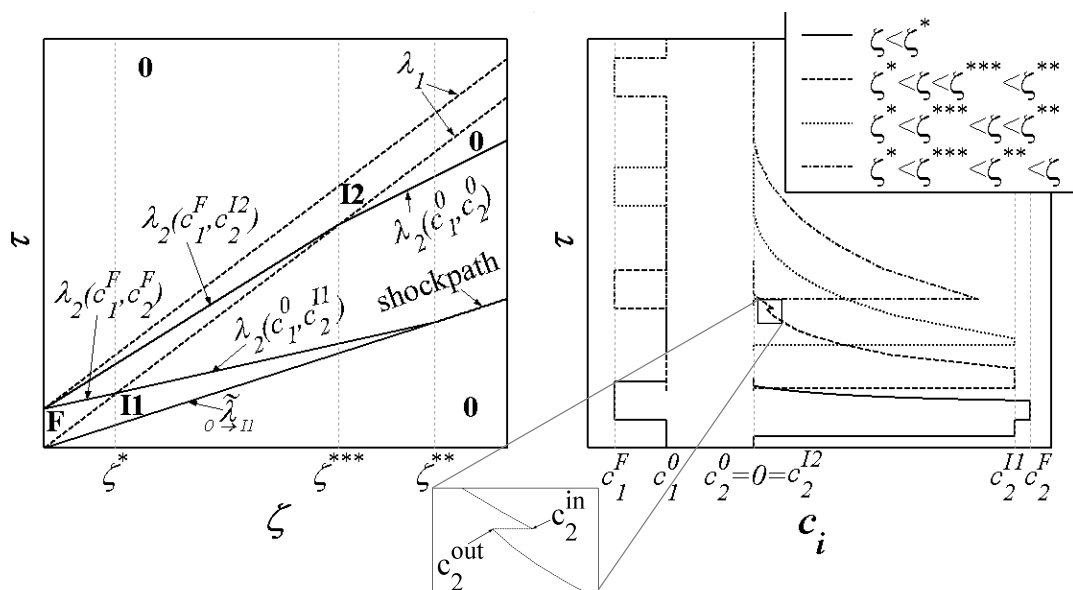 0
λ₁
0
I2
λ₂(c₁ᶠ,c₂ᴵ²)
λ₂(c₁⁰,c₂⁰)
τ
shockpath
λ₂(c₁ᶠ,c₂ᶠ)
λ₂(c₁⁰,c₂ᴵ¹)
F
I1
λ̃
0→I1
0
ζ*
ζ***
ζ**
ζ
ζ<ζ*
ζ*<ζ<ζ***<ζ**
ζ*<ζ***<ζ<ζ**
ζ*<ζ***<ζ**<ζ
τ
c₁ᶠ
c₁⁰
c₂⁰=0=c₂ᴵ²
c₂ᴵ¹
c₂ᶠ
cᵢ
c₂ⁱⁿ
c₂ᵒᵘᵗ